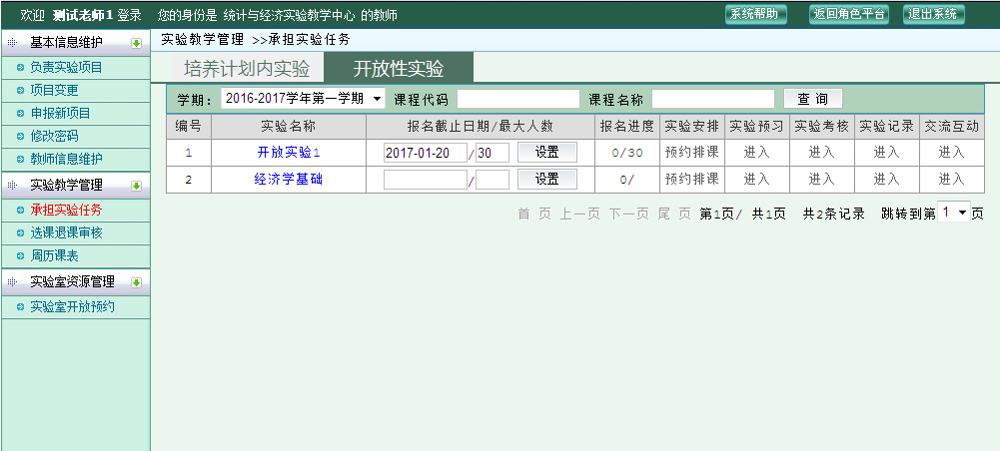 欢迎 测试老师1 登录 您的身份是 统计与经济实验教学中心 的教师 系统帮助 返回角色平台 退出系统
基本信息维护
负责实验项目
项目变更
申报新项目
修改密码
教师信息维护
实验教学管理
承担实验任务
选课退课审核
周历课表
实验室资源管理
实验室开放预约
实验教学管理 >>承担实验任务
培养计划内实验 开放性实验
学期： 2016-2017学年第一学期 课程代码 课程名称 查 询
编号 实验名称 报名截止日期/最大人数 报名进度 实验安排 实验预习 实验考核 实验记录 交流互动
1 开放实验1 2017-01-20 / 30 设置 0/30 预约排课 进入 进入 进入 进入
2 经济学基础 / 设置 0/ 预约排课 进入 进入 进入 进入
首 页 上一页 下一页 尾 页 第1页/ 共1页 共2条记录 跳转到第 1 页